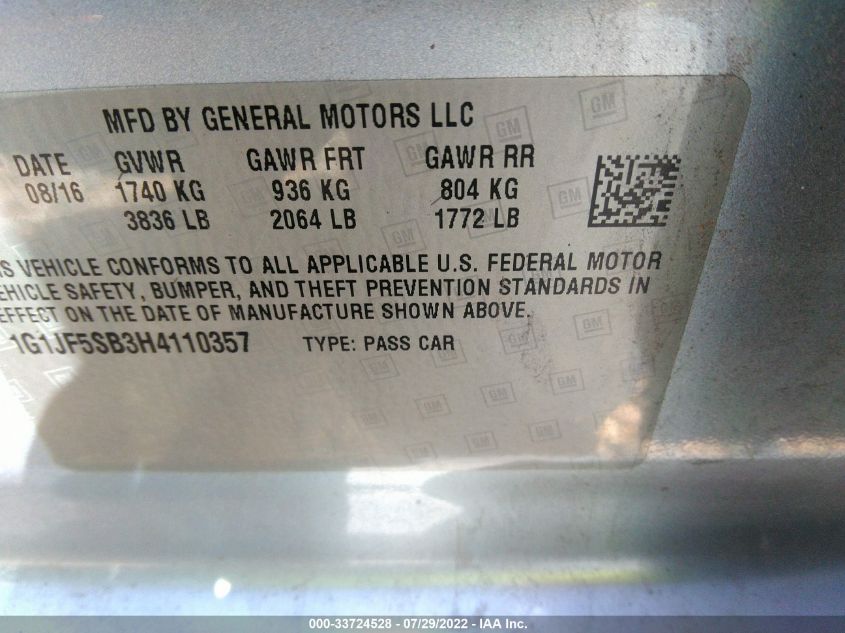 MFD BY GENERAL MOTORS LLC
DATE GVWR GAWR FRT GAWR RR
08/16 1740 KG 936 KG 804 KG
3836 LB 2064 LB 1772 LB
IS VEHICLE CONFORMS TO ALL APPLICABLE U.S. FEDERAL MOTOR
EHICLE SAFETY, BUMPER, AND THEFT PREVENTION STANDARDS IN
EFFECT ON THE DATE OF MANUFACTURE SHOWN ABOVE.
1G1JF5SB3H4110357 TYPE: PASS CAR
000-33724528 - 07/29/2022 - IAA, Inc.